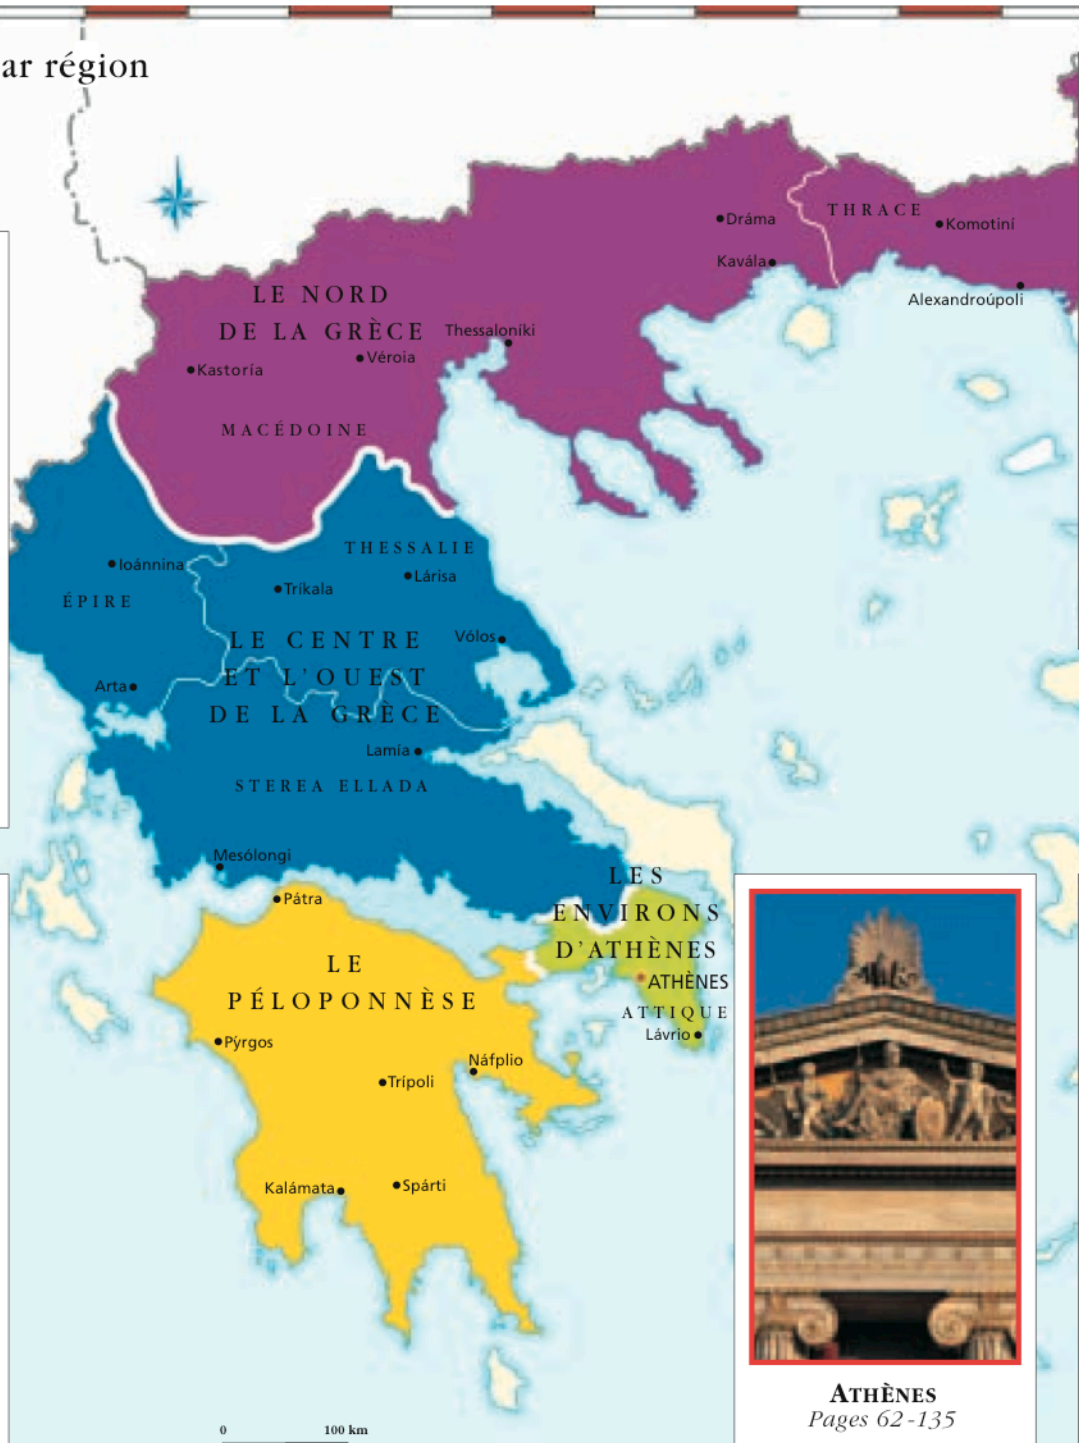 ar région
THRACE
Dráma
Komotiní
Kavála
Alexandroúpoli
LE NORD
DE LA GRÈCE
Thessaloníki
Véroia
Kastoría
MACÉDOINE
THESSALIE
Ioánnina
Lárisa
Tríkala
ÉPIRE
LE CENTRE
ET L'OUEST
DE LA GRÈCE
Vólos
Arta
Lamía
STEREA ELLADA
Mesólongi
LES
ENVIRONS
D'ATHÈNES
Pátra
LE
PÉLOPONNÈSE
ATHÈNES
ATTIQUE
Lávrio
Pýrgos
Náfplio
Trípoli
Kalámata
Spárti
ATHÈNES
Pages 62-135
0 100 km